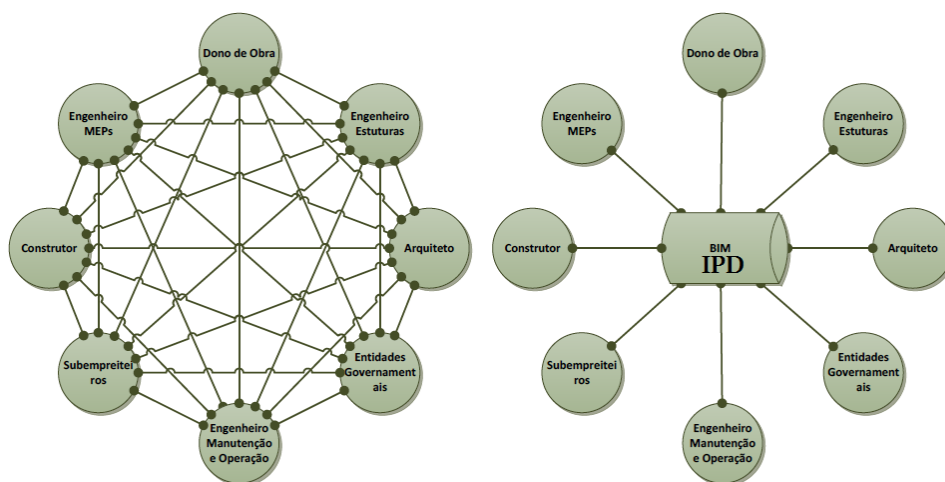 Dono de Obra
Engenheiro
MEPs
Engenheiro
Estuturas
Construtor
Arquiteto
Subempreitei
ros
Entidades
Governament
ais
Engenheiro
Manutenção
e Operação
Dono de Obra
Engenheiro
MEPs
Engenheiro
Estuturas
Construtor
BIM
IPD
Arquiteto
Subempreitei
ros
Entidades
Governament
ais
Engenheiro
Manutenção
e Operação